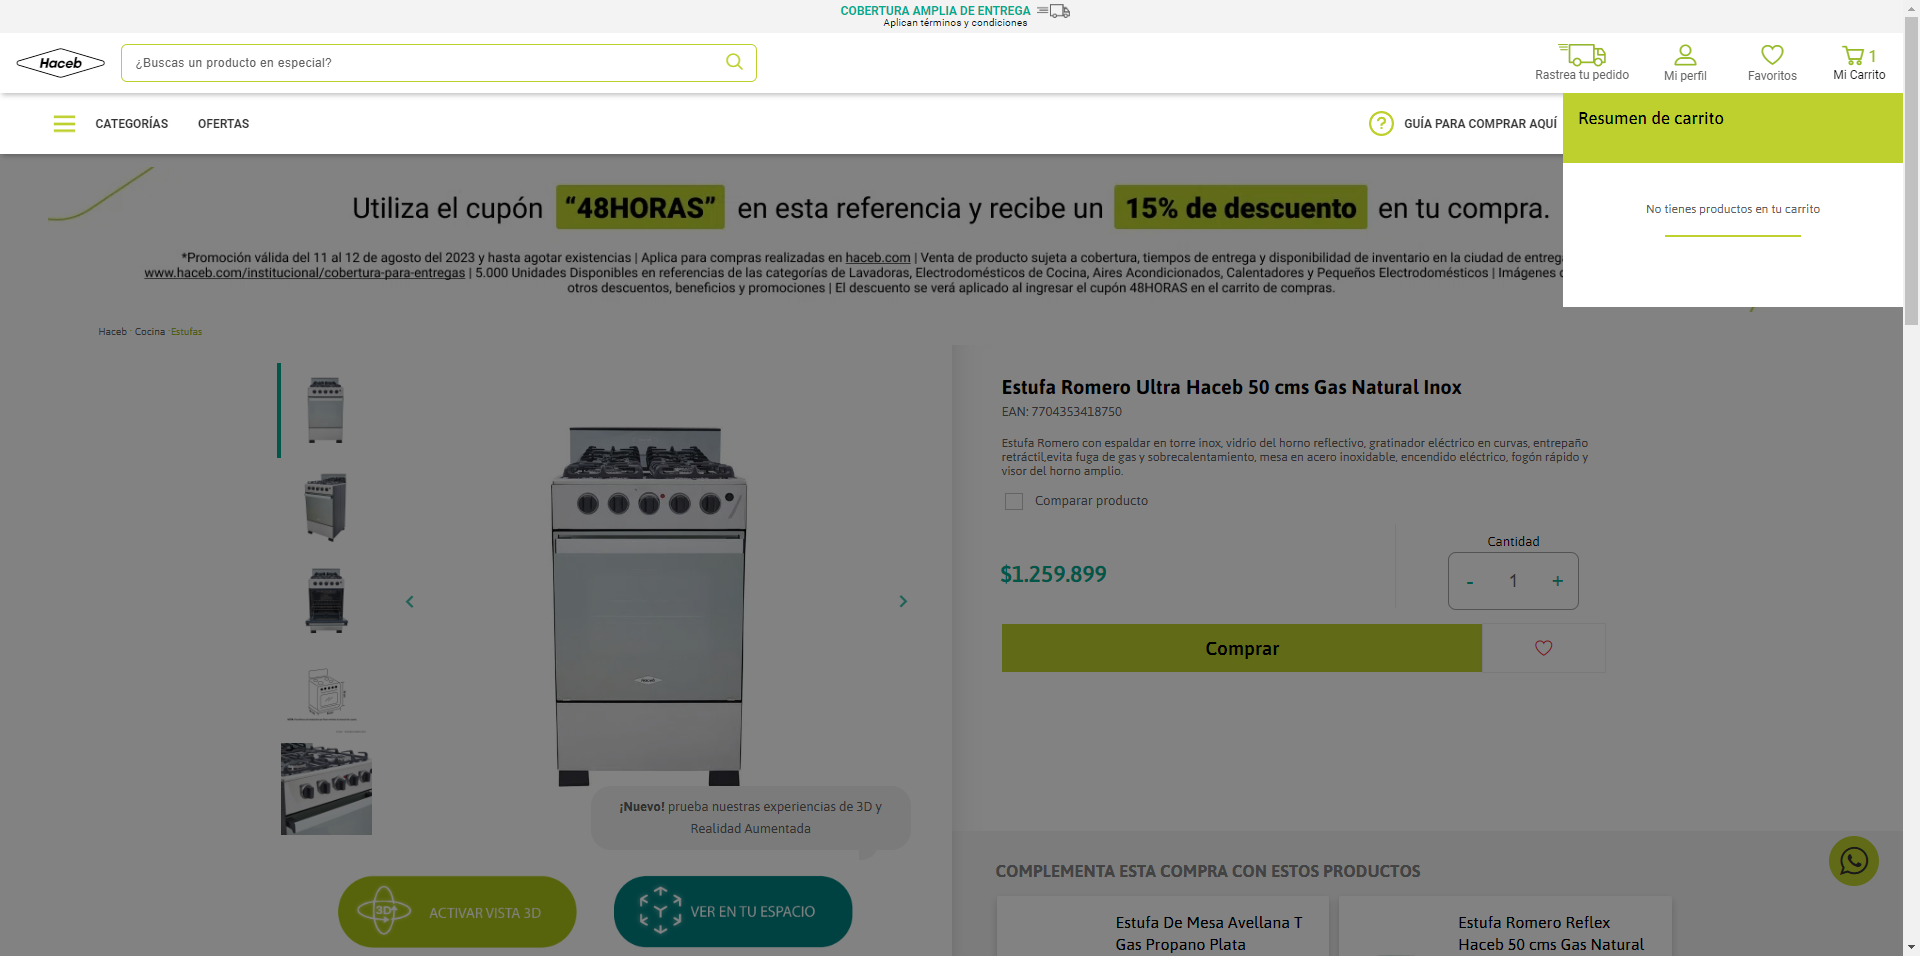 COBERTURA AMPLIA DE ENTREGA
Aplican términos y condiciones
Haceb
¿Buscas un producto en especial?
Rastrea tu pedido
Mi perfil
Favoritos
1
Mi Carrito
CATEGORÍAS
OFERTAS
GUÍA PARA COMPRAR AQUÍ
Resumen de carrito
No tienes productos en tu carrito
Utiliza el cupón "48HORAS" en esta referencia y recibe un 15% de descuento en tu compra.
*Promoción válida del 11 al 12 de agosto del 2023 y hasta agotar existencias | Aplica para compras realizadas en haceb.com | Venta de producto sujeta a cobertura, tiempos de entrega y disponibilidad de inventario en la ciudad de entreg
www.haceb.com/institucional/cobertura-para-entregas | 5.000 Unidades Disponibles en referencias de las categorías de Lavadoras, Electrodomésticos de Cocina, Aires Acondicionados, Calentadores y Pequeños Electrodomésticos | Imágenes
otros descuentos, beneficios y promociones | El descuento se verá aplicado al ingresar el cupón 48HORAS en el carrito de compras.
Haceb Cocina Estufas
Estufa Romero Ultra Haceb 50 cms Gas Natural Inox
EAN: 7704353418750
Estufa Romero con espaldar en torre inox, vidrio del horno reflectivo, gratinador eléctrico en curvas, entrepaño
retráctil,evita fuga de gas y sobrecalentamiento, mesa en acero inoxidable, encendido eléctrico, fogón rápido y
visor del horno amplio.
Comparar producto
$1.259.899
Cantidad
- 1 +
Comprar
Haceb
¡Nuevo! prueba nuestras experiencias de 3D y
Realidad Aumentada
3D
ACTIVAR VISTA 3D
VER EN TU ESPACIO
COMPLEMENTA ESTA COMPRA CON ESTOS PRODUCTOS
Estufa De Mesa Avellana T
Gas Propano Plata
Estufa Romero Reflex
Haceb 50 cms Gas Natural